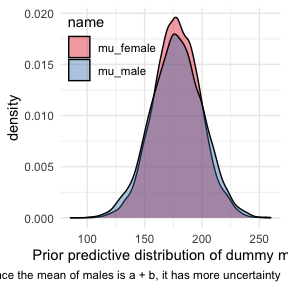 0.020
name
mu_female
mu_male
0.015
density
0.010
0.005
0.000
100 150 200 250
Prior predictive distribution of dummy
the mean of males is a + b, it has more uncertainty